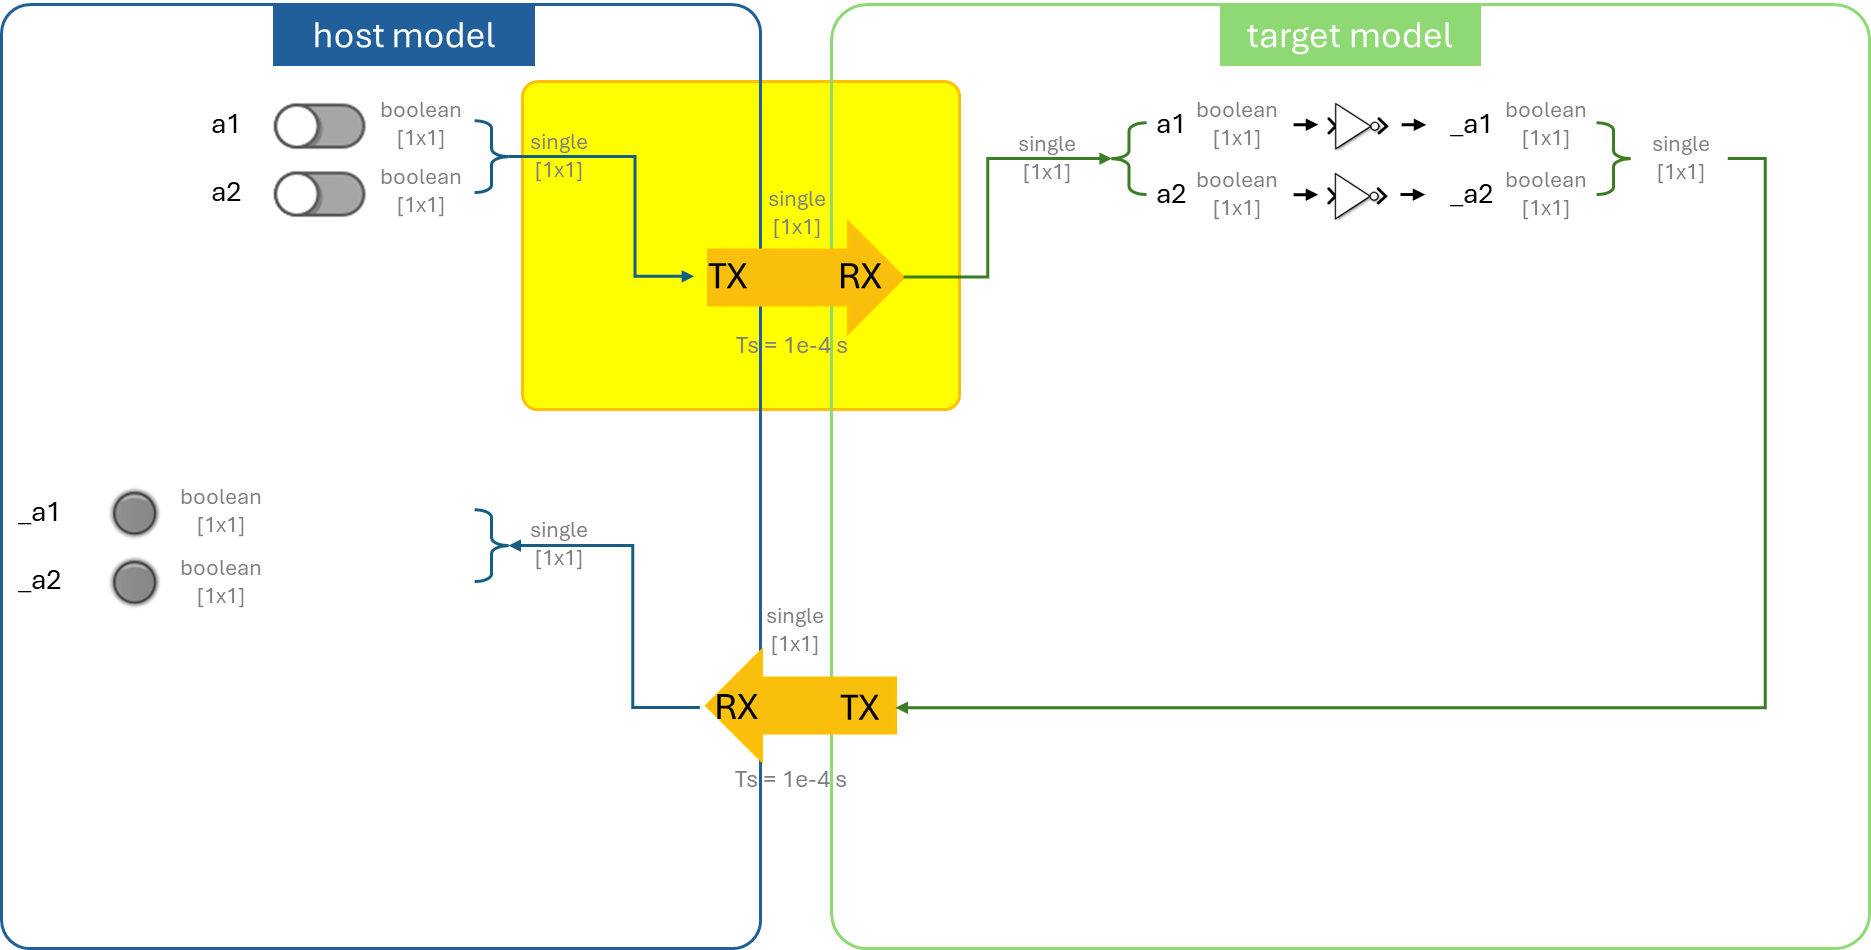 host model
target model
a1
boolean
[1x1]
a2
boolean
[1x1]
single
[1x1]
single
[1x1]
TX
RX
Ts = 1e-4 s
single
[1x1]
a1
boolean
[1x1]
_a1
boolean
[1x1]
a2
boolean
[1x1]
_a2
boolean
[1x1]
single
[1x1]
_a1
boolean
[1x1]
_a2
boolean
[1x1]
single
[1x1]
single
[1x1]
RX
TX
Ts = 1e-4 s